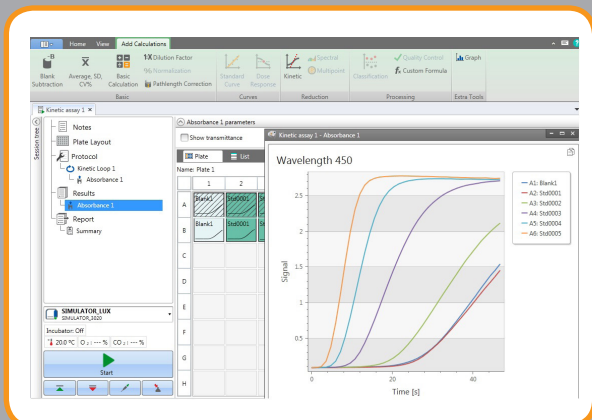 Home View Add Calculations
Blank Subtraction
Average, SD, CV%
Basic Calculation
1X Dilution Factor
% Normalization
Pathlength Correction
Standard Curve
Dose Response
Kinetic
Spectral
Multipoint
Classification
Quality Control
fx Custom Formula
Graph
Basic Curves Reduction Processing Extra Tools
Kinetic assay 1 ×
Session tree
Notes
Plate Layout
Protocol
Kinetic Loop 1
Absorbance 1
Results
Absorbance 1
Report
Summary
SIMULATOR_LUX
SIMULATOR_3020
Incubator: Off
20.0 °C O₂: --- % CO₂: --- %
Start
Absorbance 1 parameters
Show transmittance
Plate List
Name: Plate 1
1 2
A Blank1 Std0001
B Blank1 Std0001
C
D
E
F
G
H
Kinetic assay 1 - Absorbance 1
Wavelength 450
Signal
2.5
2
1.5
1
0.5
0 20 40
Time [s]
A1: Blank1
A2: Std0001
A3: Std0002
A4: Std0003
A5: Std0004
A6: Std0005